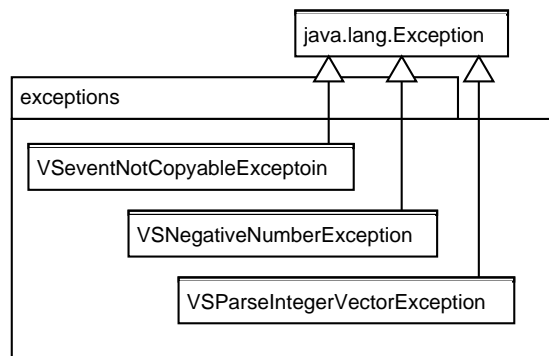 java.lang.Exception
exceptions
VSeventNotCopyableExceptoin
VSNegativeNumberException
VSParseIntegerVectorException